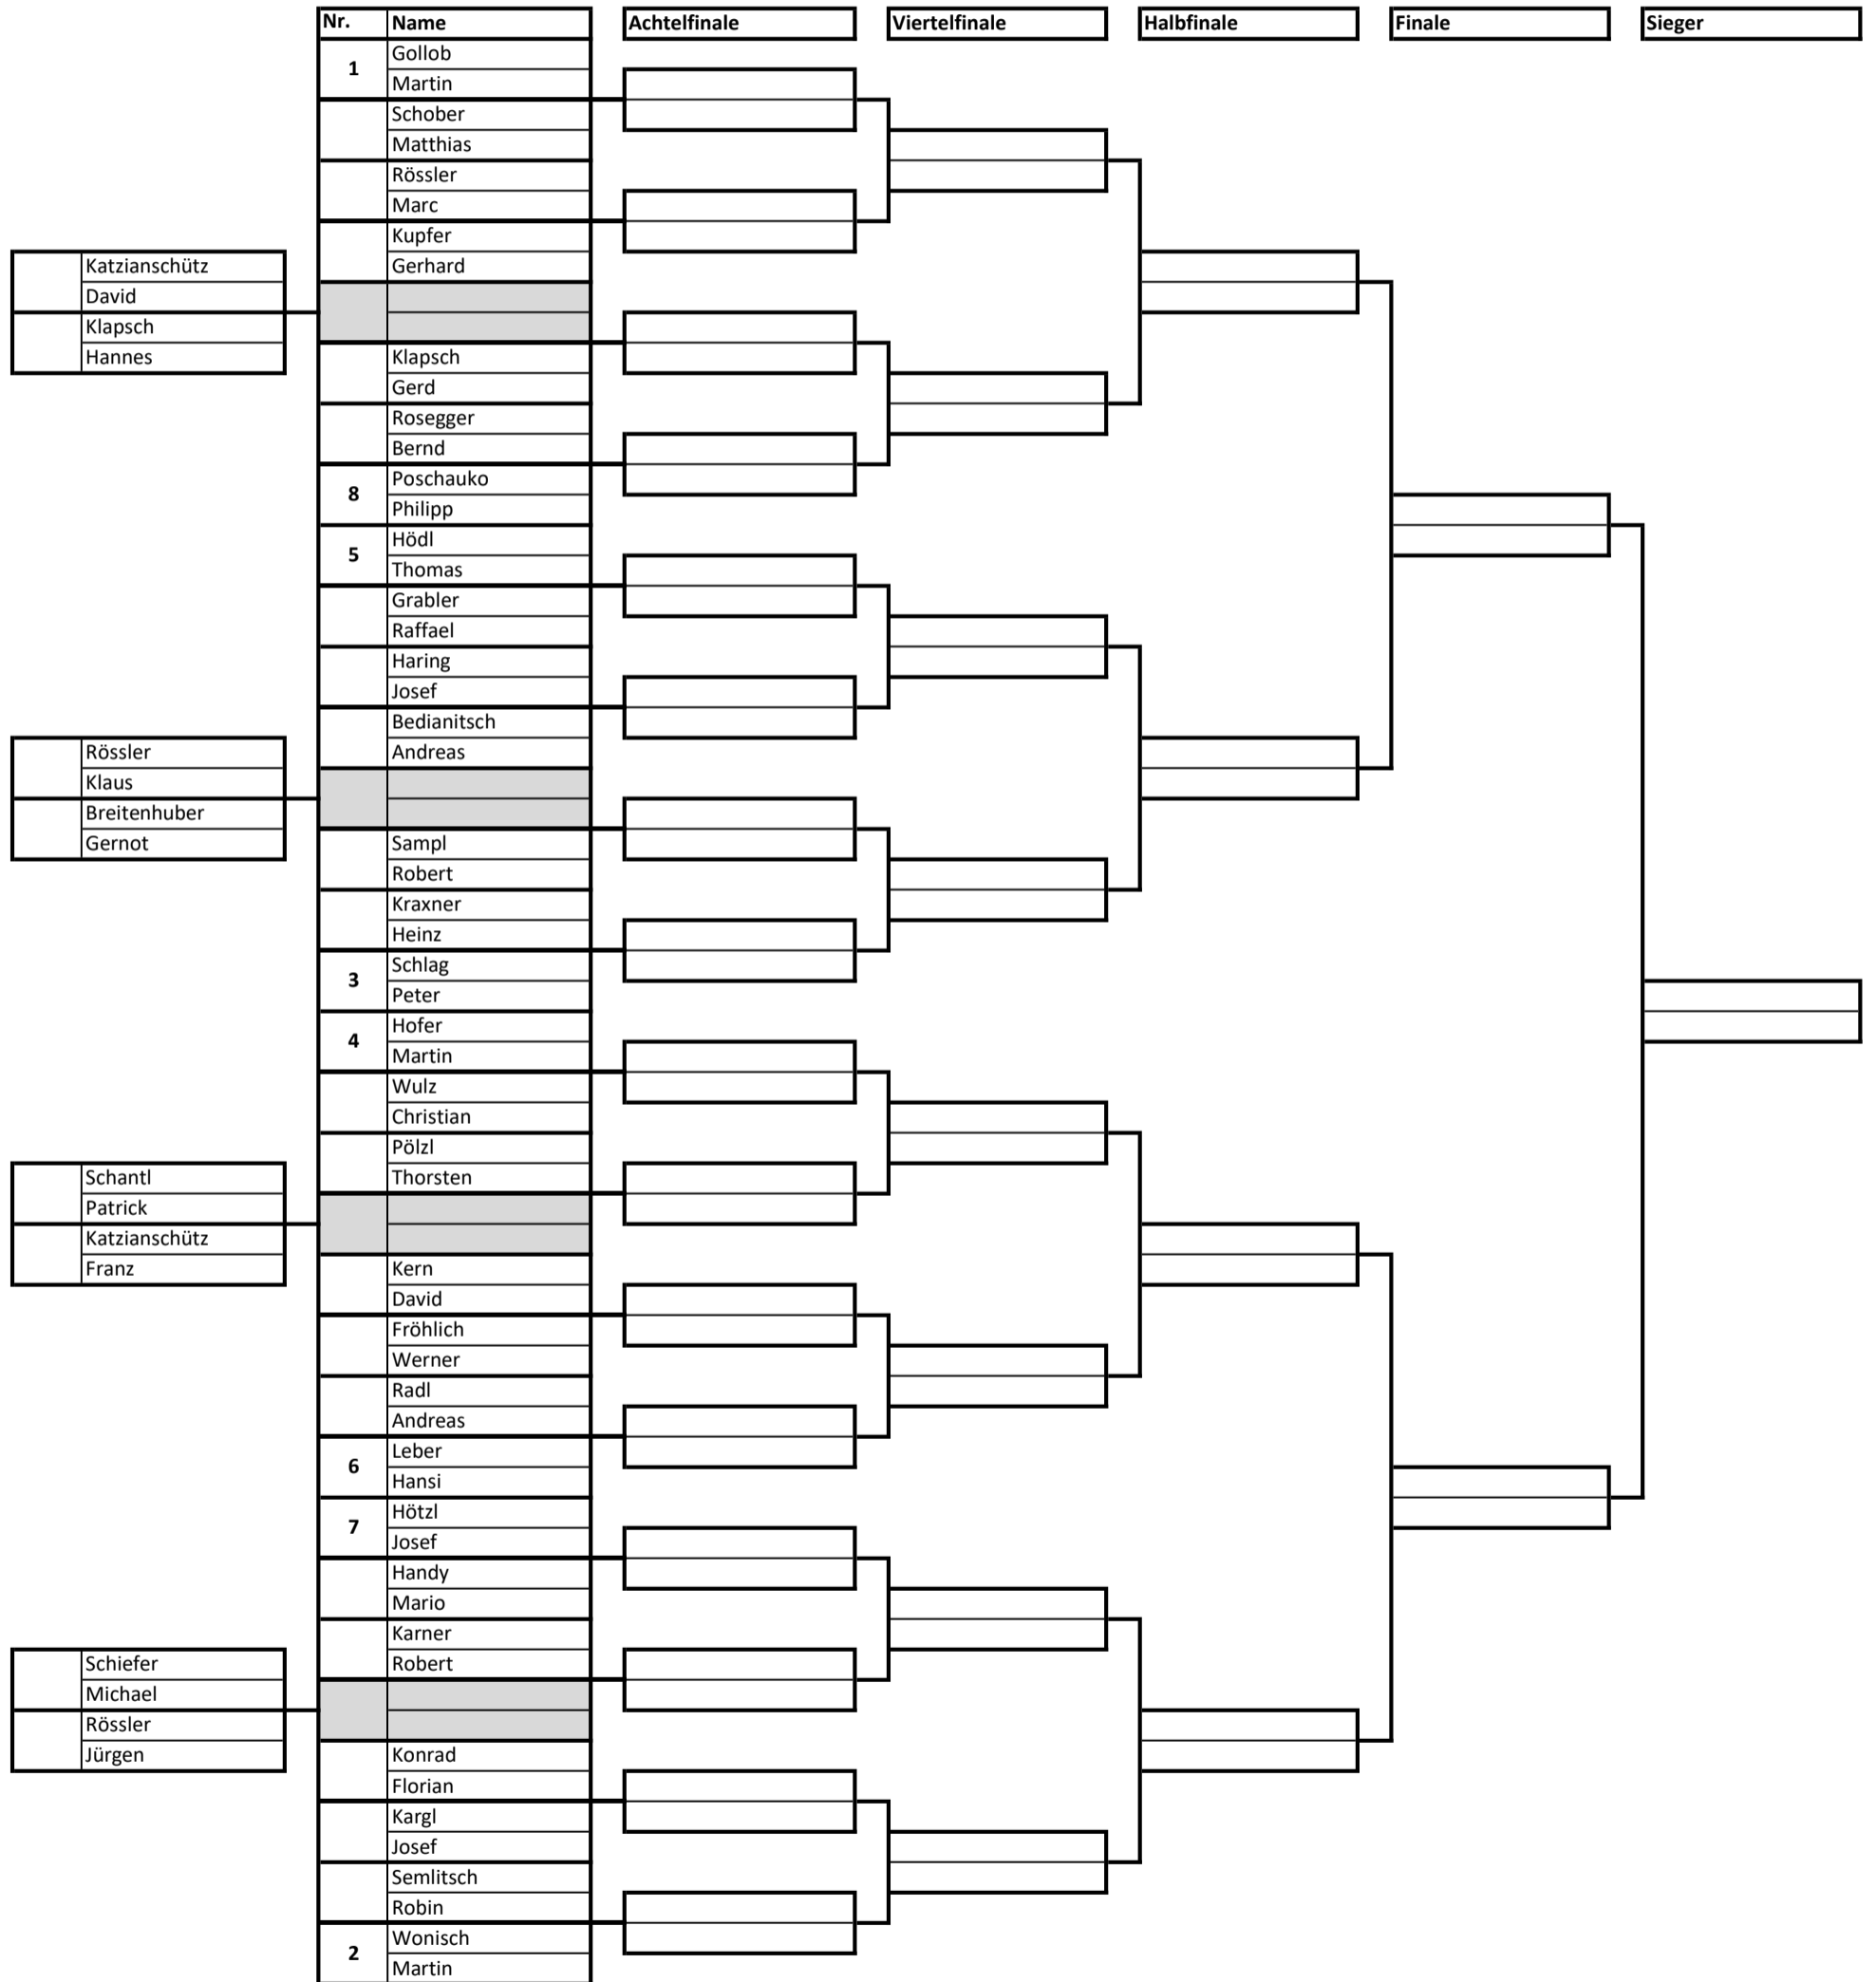 Nr. Name Achtelfinale Viertelfinale Halbfinale Finale Sieger
Gollob
1
Martin
Schober
Matthias
Rössler
Marc
Kupfer
Katzianschütz Gerhard
David
Klapsch
Hannes Klapsch
Gerd
Rosegger
Bernd
Poschauko
8
Philipp
Hödl
5
Thomas
Grabler
Raffael
Haring
Josef
Bedianitsch
Rössler Andreas
Klaus
Breitenhuber
Gernot Sampl
Robert
Kraxner
Heinz
Schlag
3
Peter
Hofer
4
Martin
Wulz
Christian
Pölzl
Schantl Thorsten
Patrick
Katzianschütz
Franz Kern
David
Fröhlich
Werner
Radl
Andreas
Leber
6
Hansi
Hötzl
7
Josef
Handy
Mario
Karner
Schiefer Robert
Michael
Rössler
Jürgen Konrad
Florian
Kargl
Josef
Semlitsch
Robin
Wonisch
2
Martin